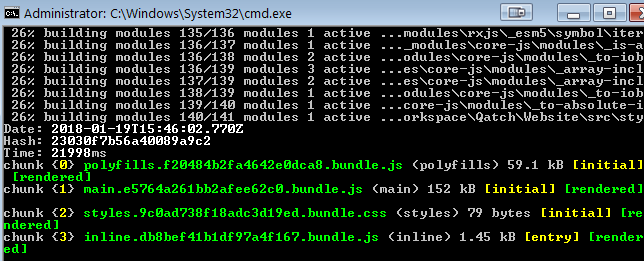 Administrator: C:\Windows\System32\cmd.exe
26% building modules 135/136 modules 1 active ...modules\rxjs\_esm5\symbol\iter
26% building modules 136/137 modules 1 active ..._modules\core-js\modules\_is-a
26% building modules 136/138 modules 2 active ...odules\core-js\modules\_to-iob
26% building modules 136/139 modules 3 active ...es\core-js\modules\_array-incl
26% building modules 137/139 modules 2 active ...es\core-js\modules\_array-incl
26% building modules 138/139 modules 1 active ...odules\core-js\modules\_to-iob
26% building modules 139/140 modules 1 active ...core-js\modules\_to-absolute-i
26% building modules 140/141 modules 1 active ...orkspace\Qatch\Website\src\sty
Date: 2018-01-19T15:46:02.770Z
Hash: 23030f7b56a40089a9c2
Time: 21998ms
chunk {0} polyfills.f20484b2fa4642e0dca8.bundle.js (polyfills) 59.1 kB [initial]
[rendered]
chunk {1} main.e5764a261bb2afee62c0.bundle.js (main) 152 kB [initial] [rendered]
chunk {2} styles.9c0ad738f18adc3d19ed.bundle.css (styles) 79 bytes [initial] [re
ndered]
chunk {3} inline.db8bef41b1df97a4f167.bundle.js (inline) 1.45 kB [entry] [render
ed]